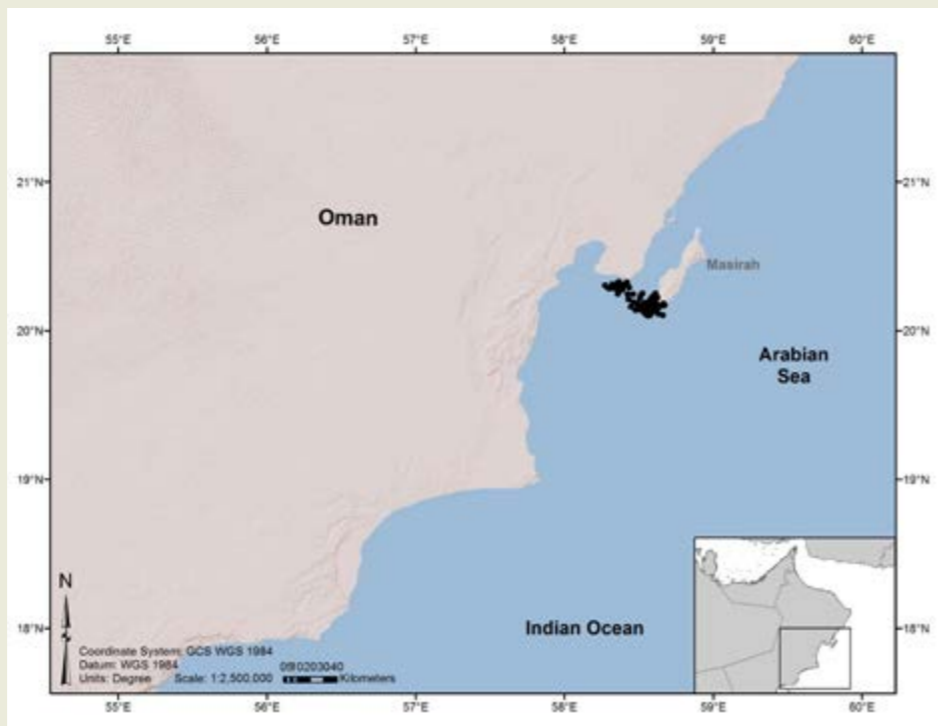 55°E 56°E 57°E 58°E 59°E 60°E
21°N 21°N
Oman
Masirah
20°N 20°N
Arabian
Sea
19°N 19°N
N
18°N Indian Ocean 18°N
Coordinate System: GCS WGS 1984
Datum: WGS 1984
Units: Degree Scale: 1:2,500.000 Kilometers
55°E 56°E 57°E 58°E 59°E 60°E